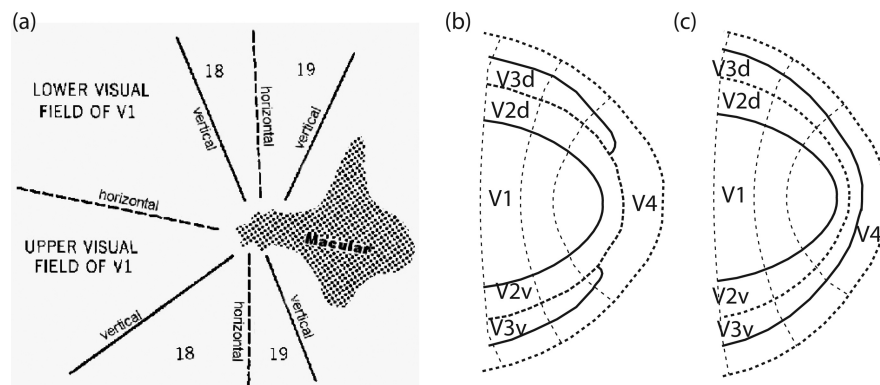 (a)
LOWER VISUAL
FIELD OF V1
18
19
vertical
horizontal
vertical
horizontal
UPPER VISUAL
FIELD OF V1
Macular
vertical
horizontal
vertical
18
19
(b)
V3d
V2d
V1
V4
V2v
V3v
(c)
V3d
V2d
V1
V4
V2v
V3v